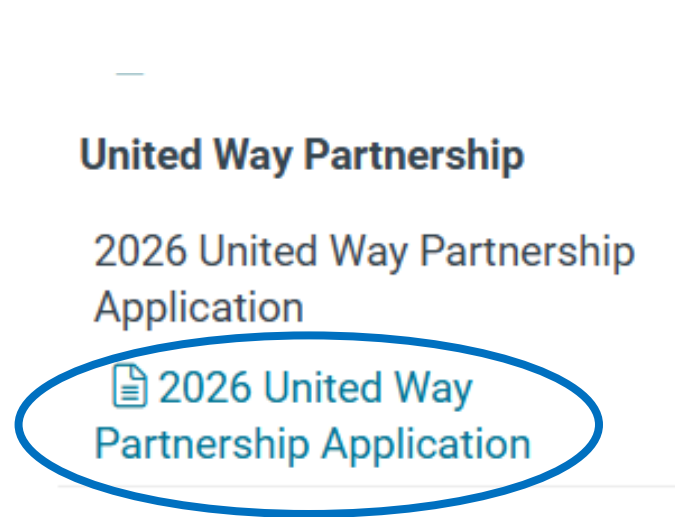 United Way Partnership
2026 United Way Partnership
Application
2026 United Way
Partnership Application